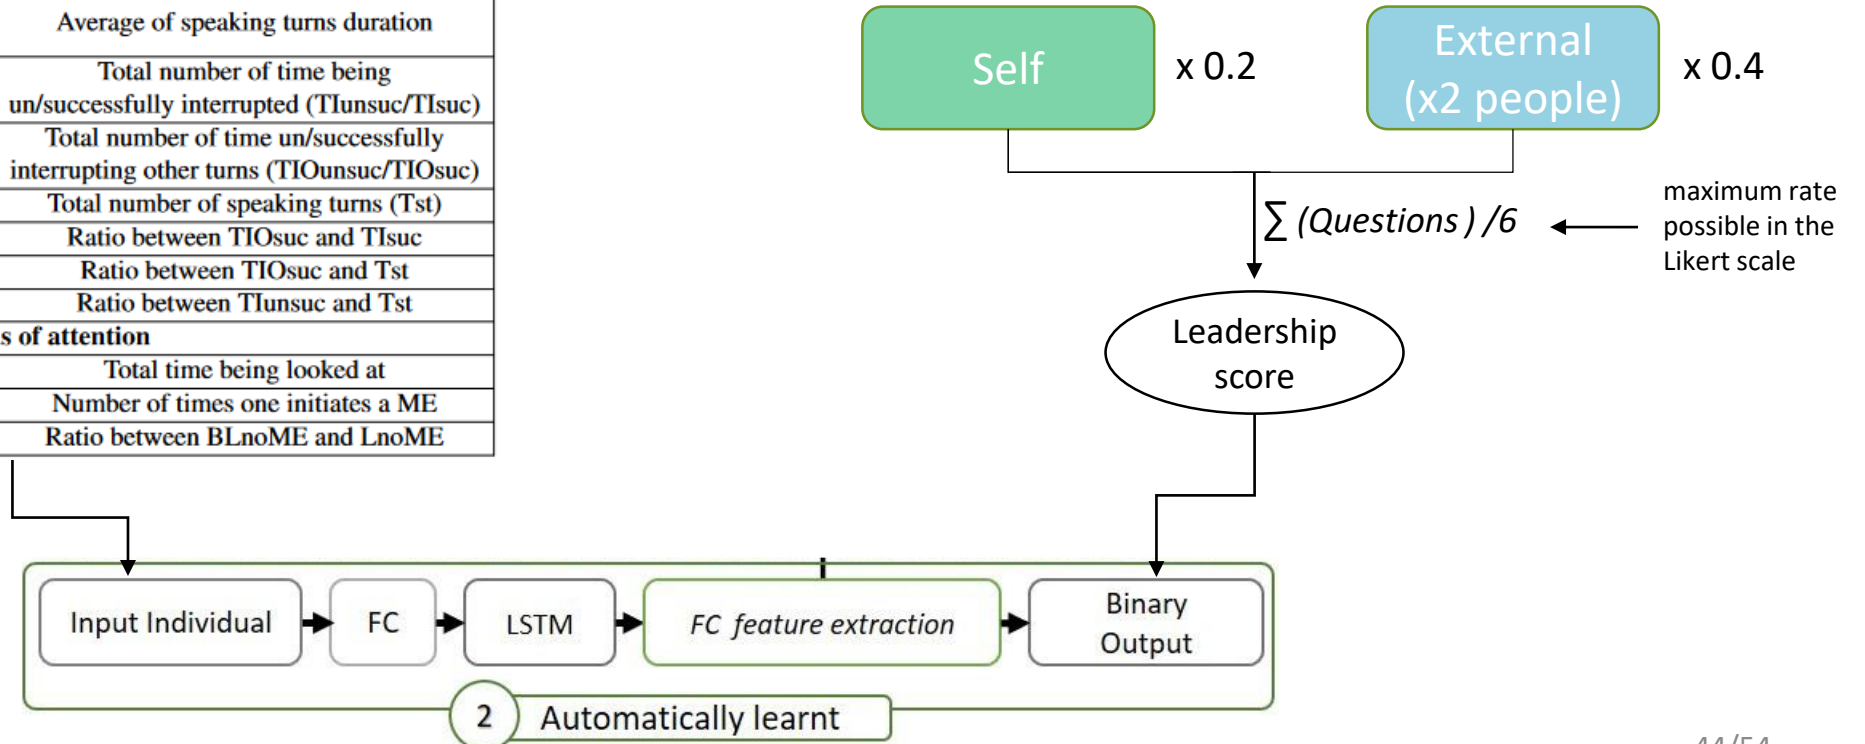 Average of speaking turns duration
Total number of time being
un/successfully interrupted (TIunsuc/TIsuc)
Total number of time un/successfully
interrupting other turns (TIOunsuc/TIOsuc)
Total number of speaking turns (Tst)
Ratio between TIOsuc and TIsuc
Ratio between TIOsuc and Tst
Ratio between TIunsuc and Tst
s of attention
Total time being looked at
Number of times one initiates a ME
Ratio between BLnoME and LnoME
Self
x 0.2
External
(x2 people)
x 0.4
∑ (Questions ) /6
maximum rate
possible in the
Likert scale
Leadership
score
Input Individual
FC
LSTM
FC feature extraction
Binary
Output
2
Automatically learnt